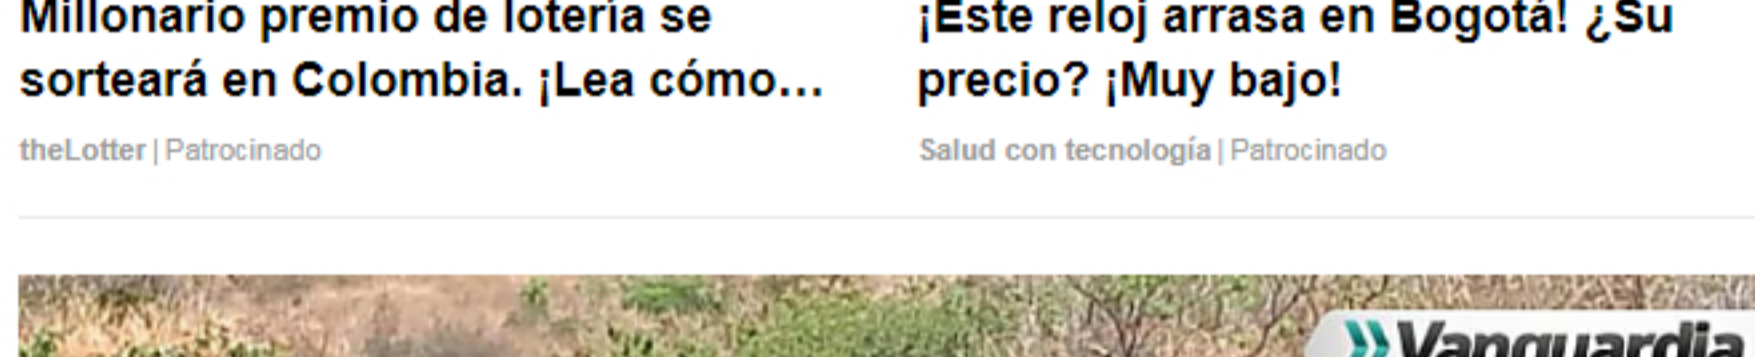 Millonario premio de lotería se
sorteará en Colombia. ¡Lea cómo...
theLotter | Patrocinado
¡Este reloj arrasa en Bogotá! ¿Su
precio? ¡Muy bajo!
Salud con tecnología | Patrocinado
Vanguardia